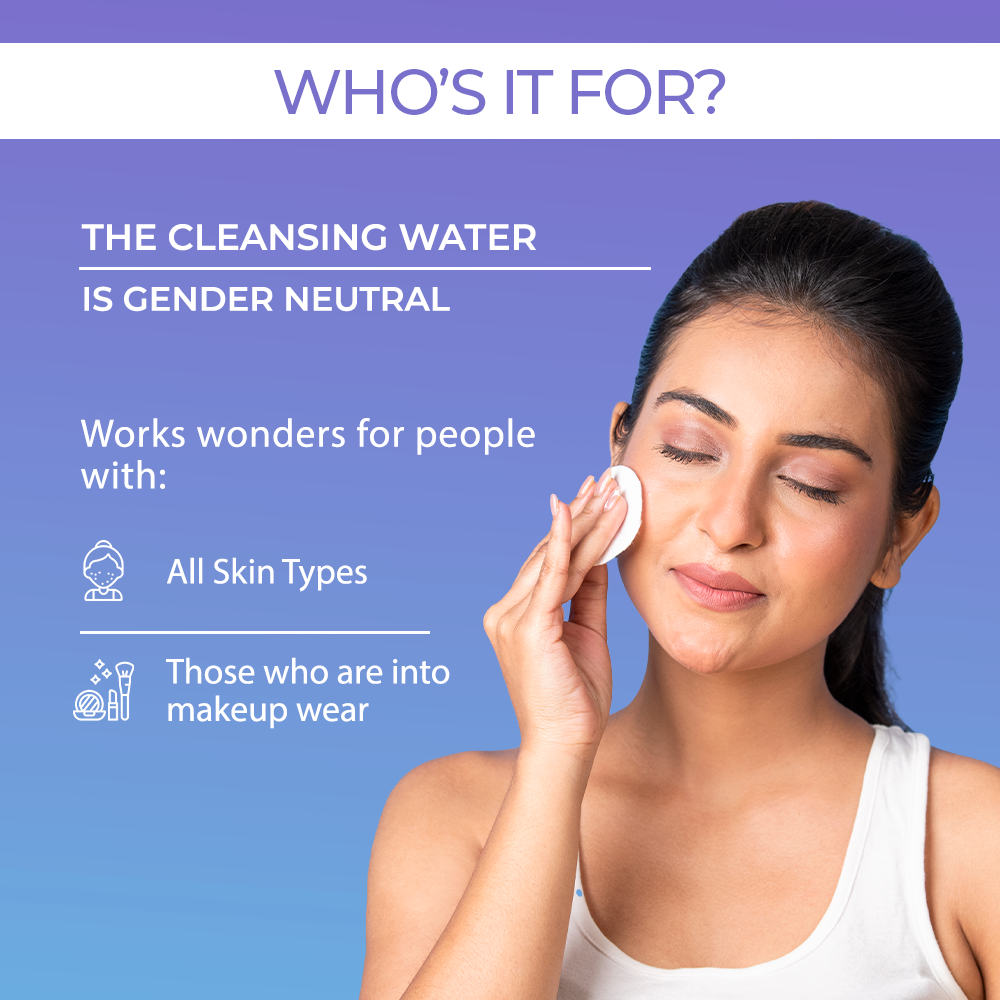 WHO'S IT FOR?
THE CLEANSING WATER
IS GENDER NEUTRAL
Works wonders for people
with:
All Skin Types
Those who are into
makeup wear